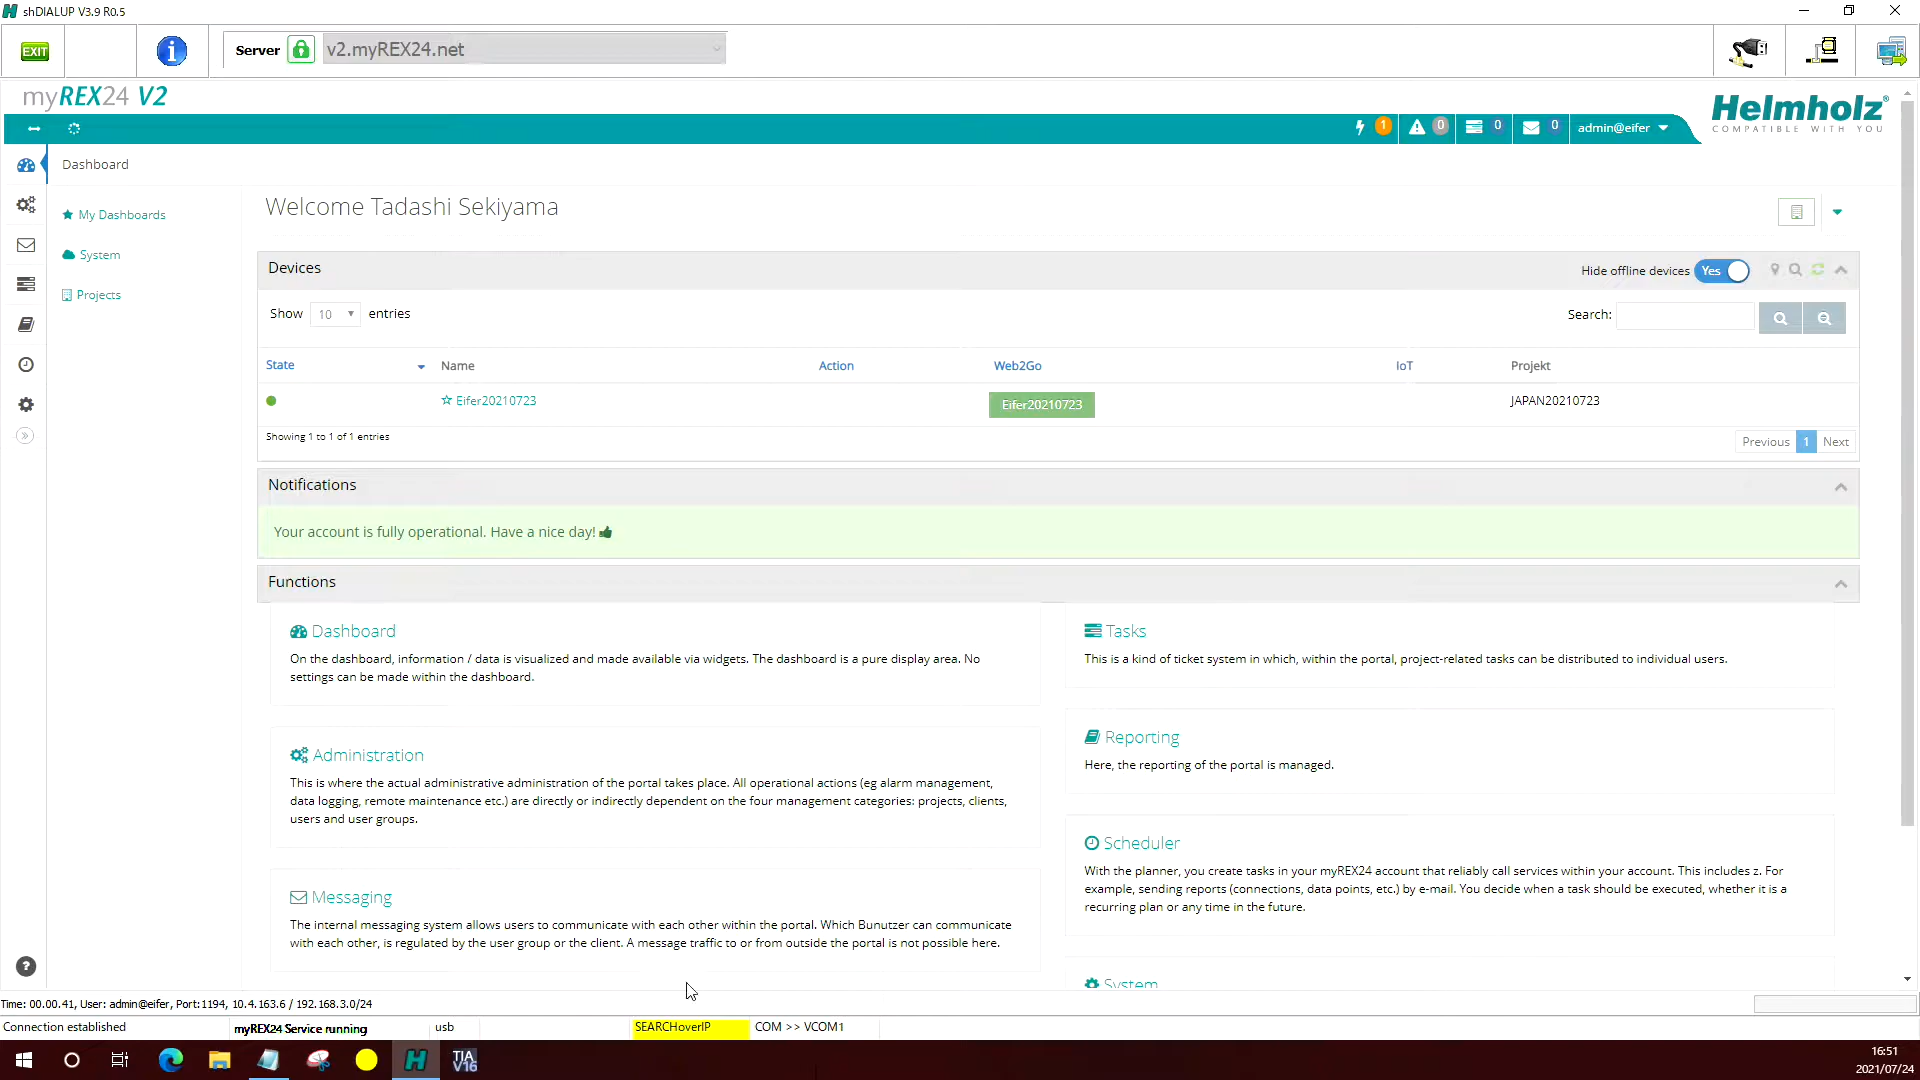 shDIALUP V3.9 R0.5
EXIT
Server
v2.myREX24.net
myREX24 V2
Helmholz®
COMPATIBLE WITH YOU
1
0
0
0
admin@eifer
Dashboard
My Dashboards
System
Projects
Welcome Tadashi Sekiyama
Devices
Hide offline devices Yes
Show 10 entries
Search:
State Name Action Web2Go IoT Projekt
Eifer20210723 Eifer20210723 JAPAN20210723
Showing 1 to 1 of 1 entries
Previous 1 Next
Notifications
Your account is fully operational. Have a nice day!
Functions
Dashboard
On the dashboard, information / data is visualized and made available via widgets. The dashboard is a pure display area. No
settings can be made within the dashboard.
Administration
This is where the actual administrative administration of the portal takes place. All operational actions (eg alarm management,
data logging, remote maintenance etc.) are directly or indirectly dependent on the four management categories: projects, clients,
users and user groups.
Messaging
The internal messaging system allows users to communicate with each other within the portal. Which Bunutzer can communicate
with each other, is regulated by the user group or the client. A message traffic to or from outside the portal is not possible here.
Tasks
This is a kind of ticket system in which, within the portal, project-related tasks can be distributed to individual users.
Reporting
Here, the reporting of the portal is managed.
Scheduler
With the planner, you create tasks in your myREX24 account that reliably call services within your account. This includes z. For
example, sending reports (connections, data points, etc.) by e-mail. You decide when a task should be executed, whether it is a
recurring plan or any time in the future.
System
Time: 00.00.41, User: admin@eifer, Port:1194, 10.4.163.6 / 192.168.3.0/24
Connection established
myREX24 Service running
usb
SEARCHoverIP
COM >> VCOM1
TIA
V16
16:51
2021/07/24